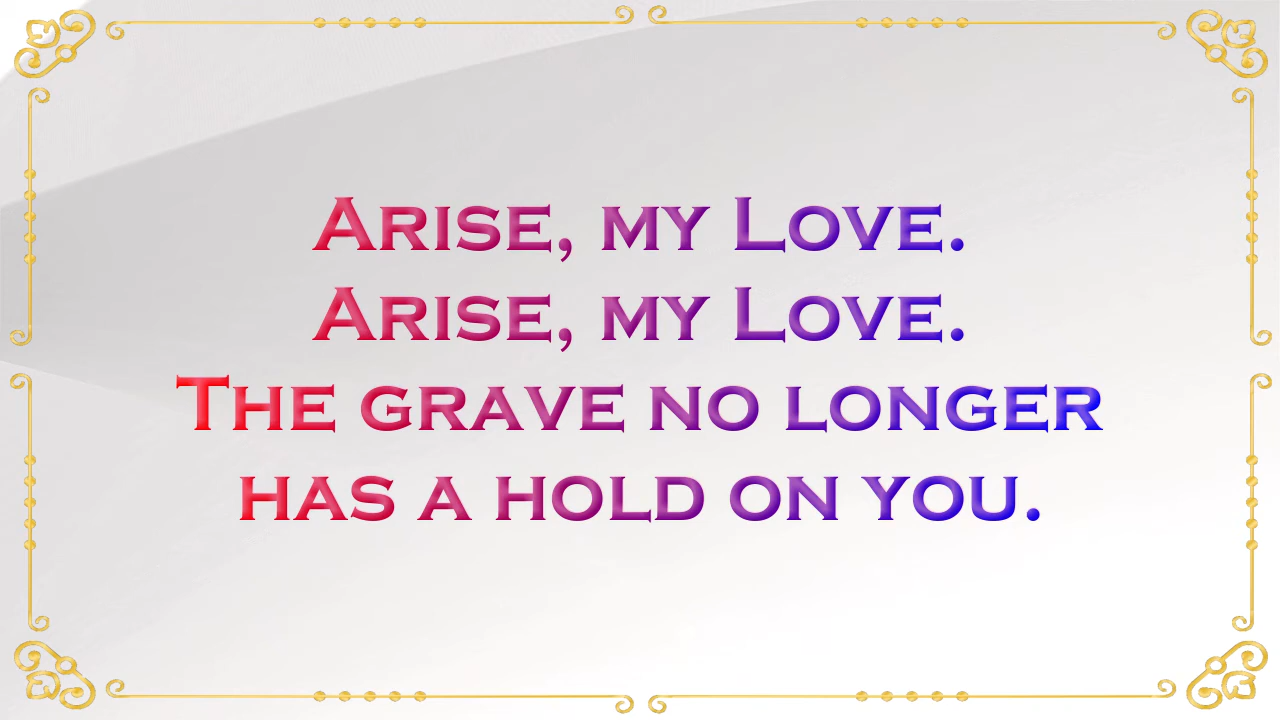 Arise, my Love.
Arise, my Love.
The grave no longer
has a hold on you.